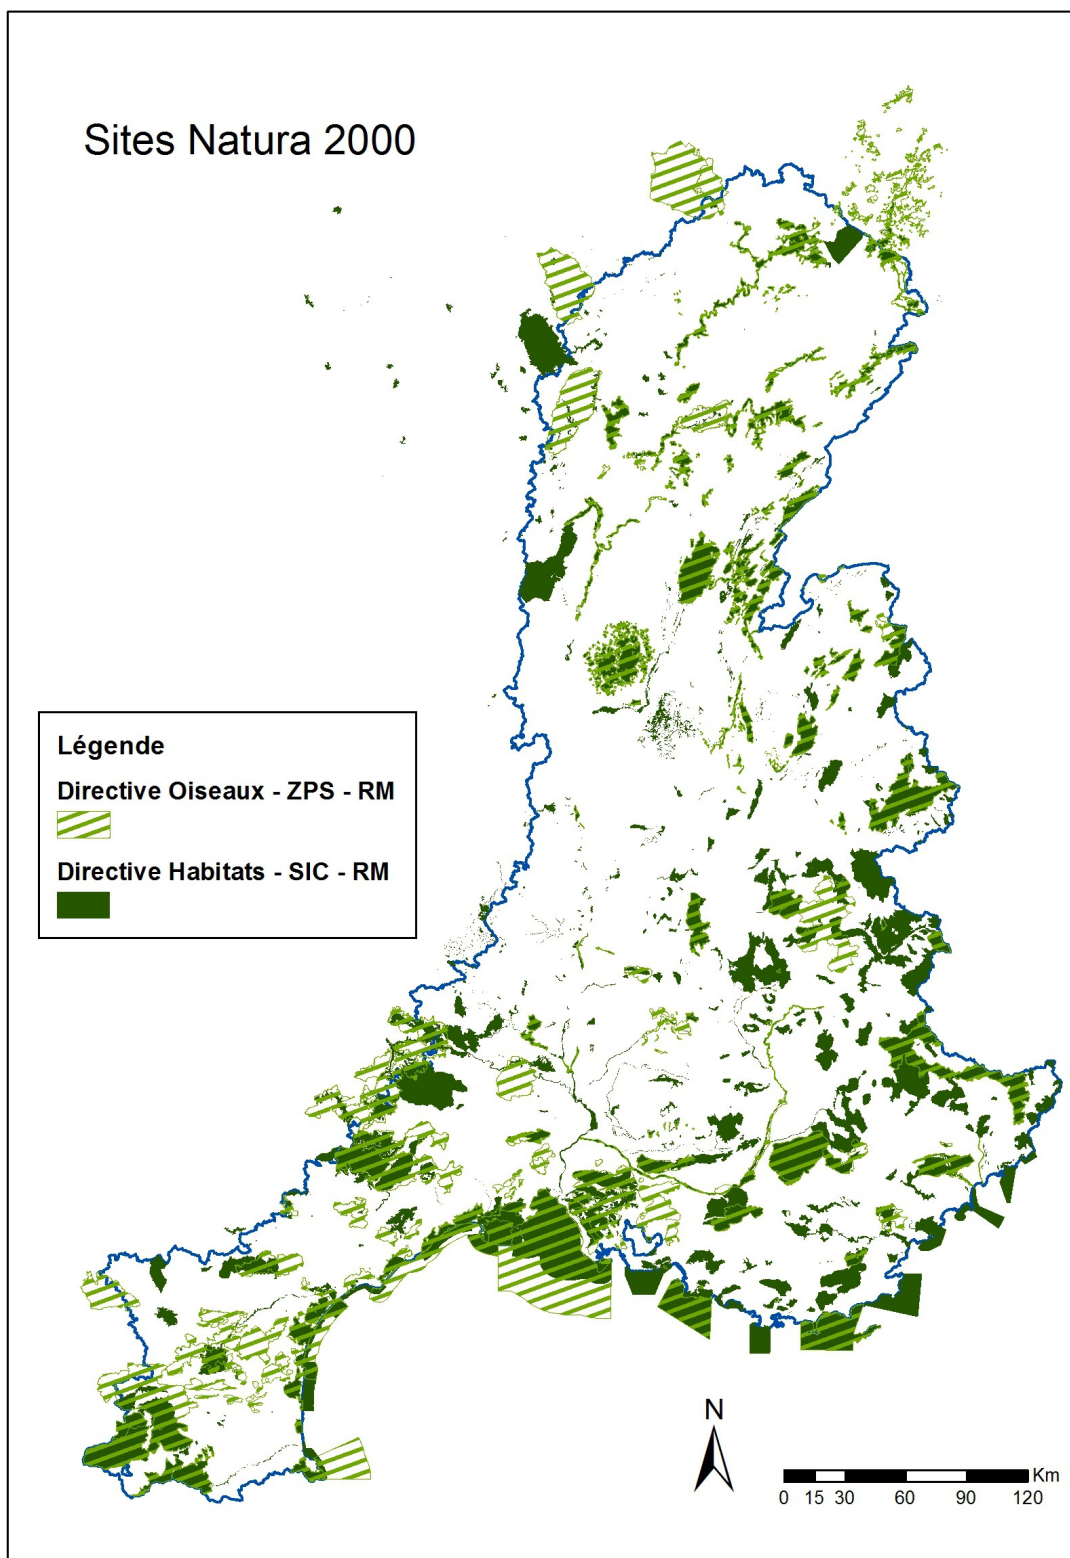 Sites Natura 2000
Légende
Directive Oiseaux - ZPS - RM
Directive Habitats - SIC - RM
N
Km
0 15 30 60 90 120